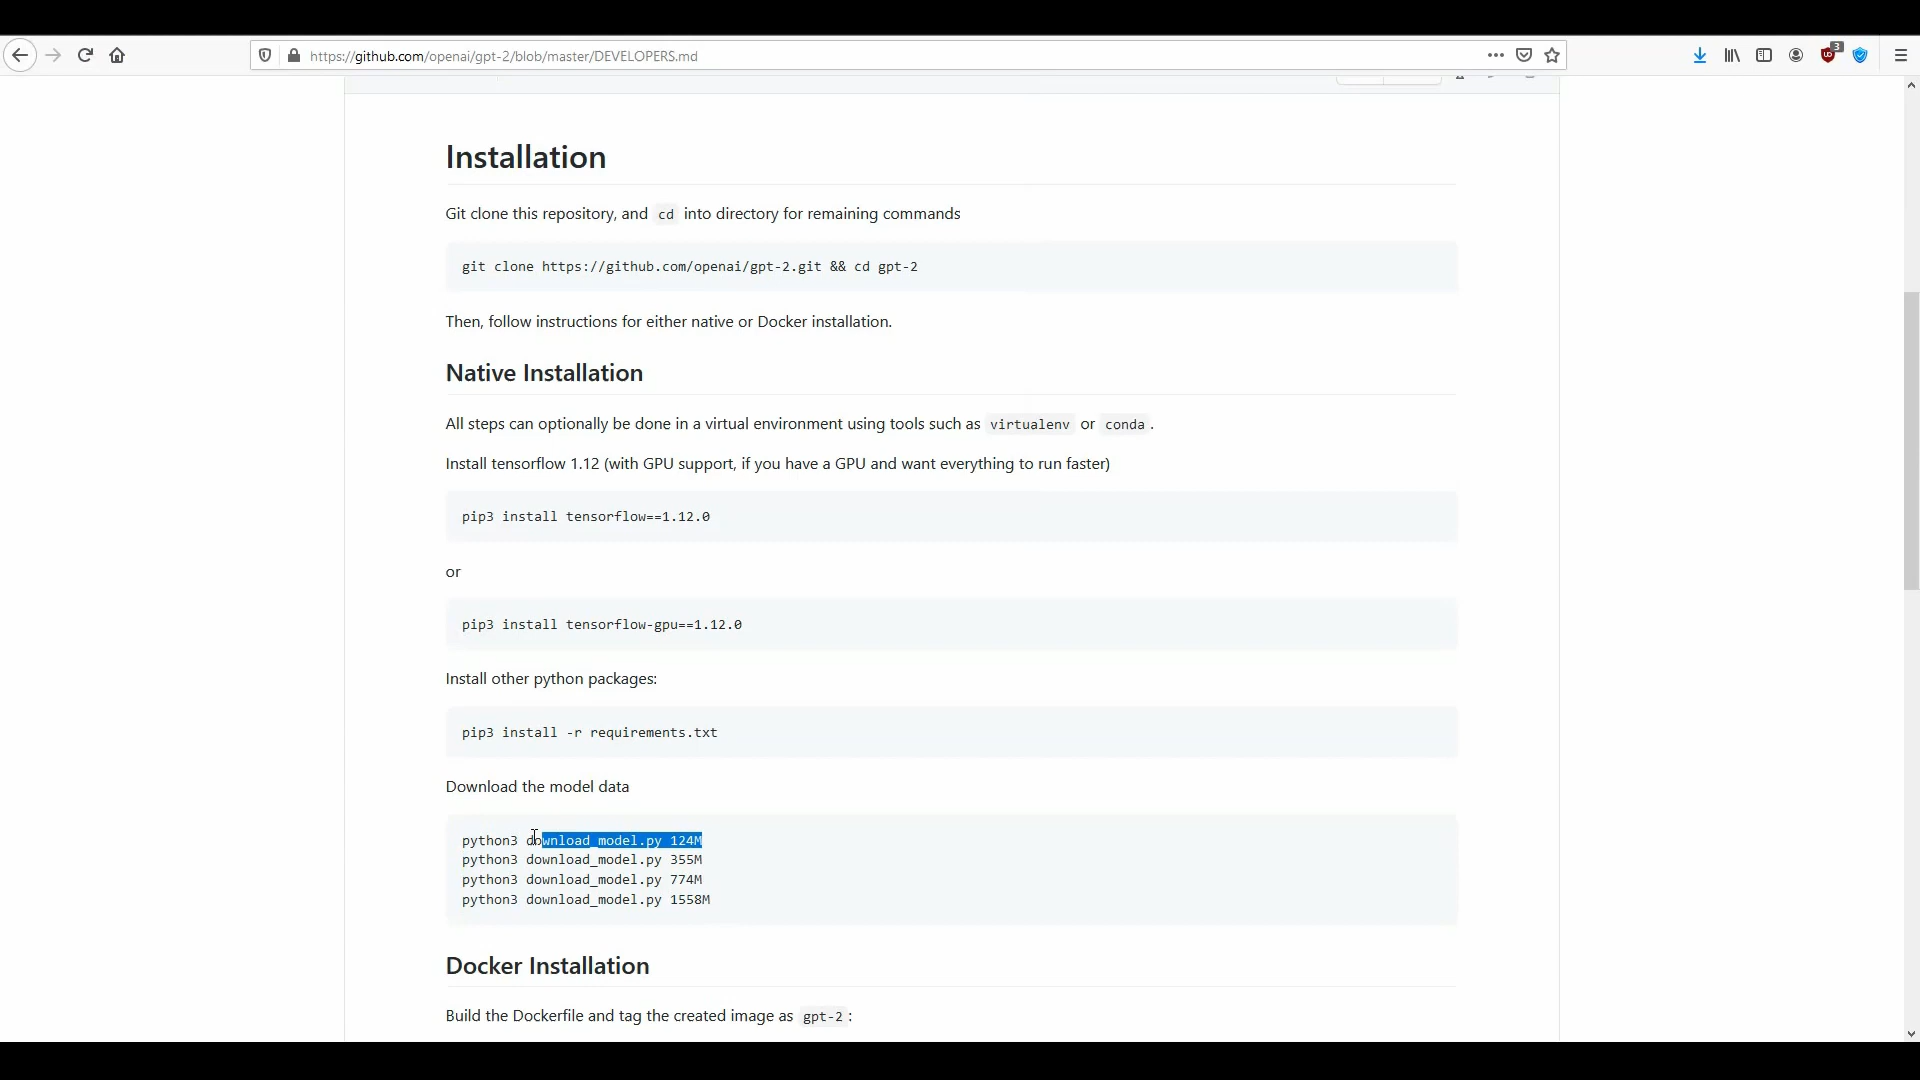 https://github.com/openai/gpt-2/blob/master/DEVELOPERS.md
3
Installation
Git clone this repository, and cd into directory for remaining commands
git clone https://github.com/openai/gpt-2.git && cd gpt-2
Then, follow instructions for either native or Docker installation.
Native Installation
All steps can optionally be done in a virtual environment using tools such as virtualenv or conda.
Install tensorflow 1.12 (with GPU support, if you have a GPU and want everything to run faster)
pip3 install tensorflow==1.12.0
or
pip3 install tensorflow-gpu==1.12.0
Install other python packages:
pip3 install -r requirements.txt
Download the model data
python3 download_model.py 124M
python3 download_model.py 355M
python3 download_model.py 774M
python3 download_model.py 1558M
Docker Installation
Build the Dockerfile and tag the created image as gpt-2: